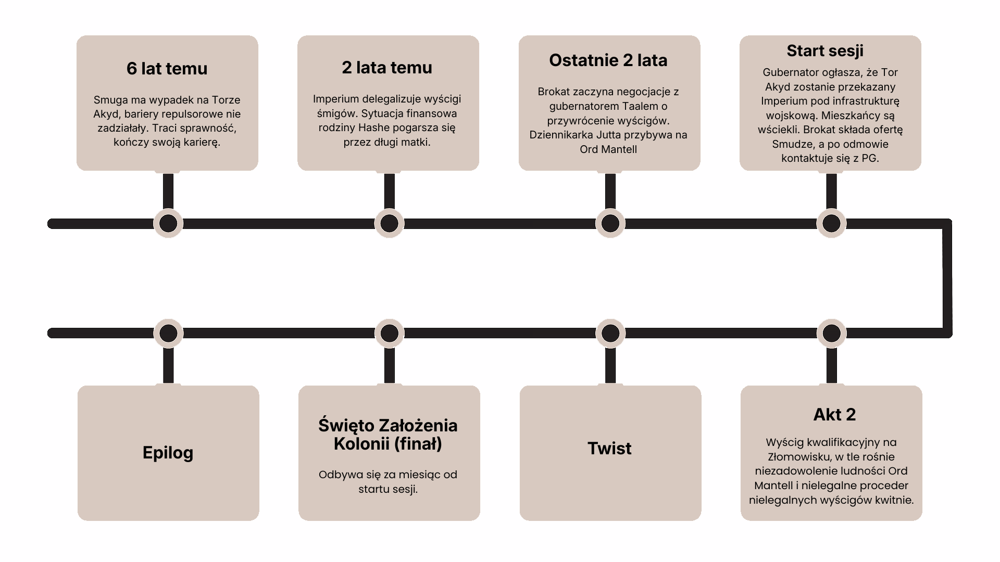 6 lat temu
Smuga ma wypadek na Torze
Akyd, bariery repulsorowe nie
zadziałały. Traci sprawność,
kończy swoją karierę.
2 lata temu
Imperium delegalizuje wyścigi
śmigów. Sytuacja finansowa
rodziny Hashe pogarsza się
przez długi matki.
Ostatnie 2 lata
Brokat zaczyna negocjacje z
gubernatorem Taalem o
przywrócenie wyścigów.
Dziennikarka Jutta przybywa na
Ord Mantell
Start sesji
Gubernator ogłasza, że Tor
Akyd zostanie przekazany
Imperium pod infrastrukturę
wojskową. Mieszkańcy są
wściekli. Brokat składa ofertę
Smudze, a po odmowie
kontaktuje się z PG.
Akt 2
Wyścig kwalifikacyjny na
Złomowisku, w tle rośnie
niezadowolenie ludności Ord
Mantell i nielegalne proceder
nielegalnych wyścigów kwitnie.
Twist
Święto Założenia
Kolonii (finał)
Odbywa się za miesiąc od
startu sesji.
Epilog